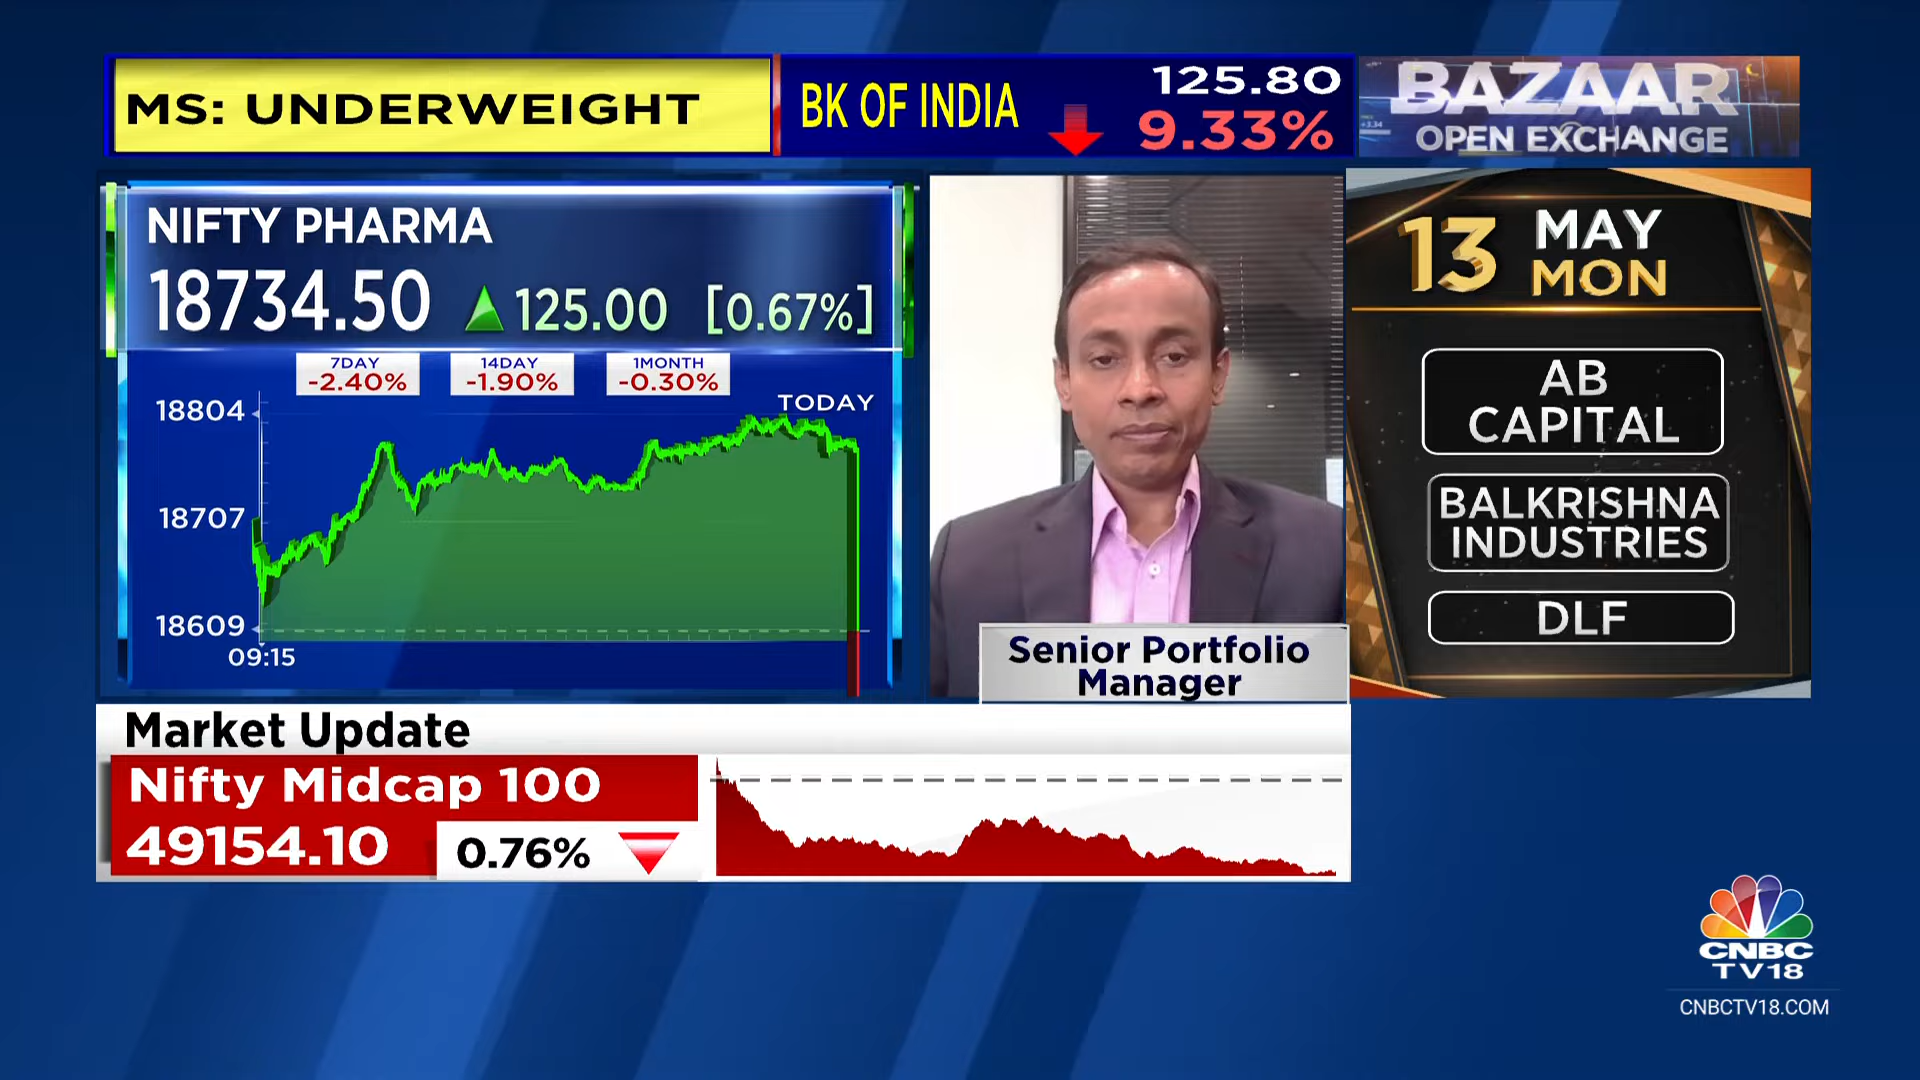 MS: UNDERWEIGHT
BK OF INDIA
125.80
9.33%
BAZAAR
OPEN EXCHANGE
NIFTY PHARMA
18734.50 125.00 [0.67%]
7DAY
-2.40%
14DAY
-1.90%
1MONTH
-0.30%
TODAY
18804
18707
18609
09:15
Senior Portfolio
Manager
13 MAY
MON
AB
CAPITAL
BALKRISHNA
INDUSTRIES
DLF
Market Update
Nifty Midcap 100
49154.10
0.76%
CNBC
TV18
CNBCTV18.COM